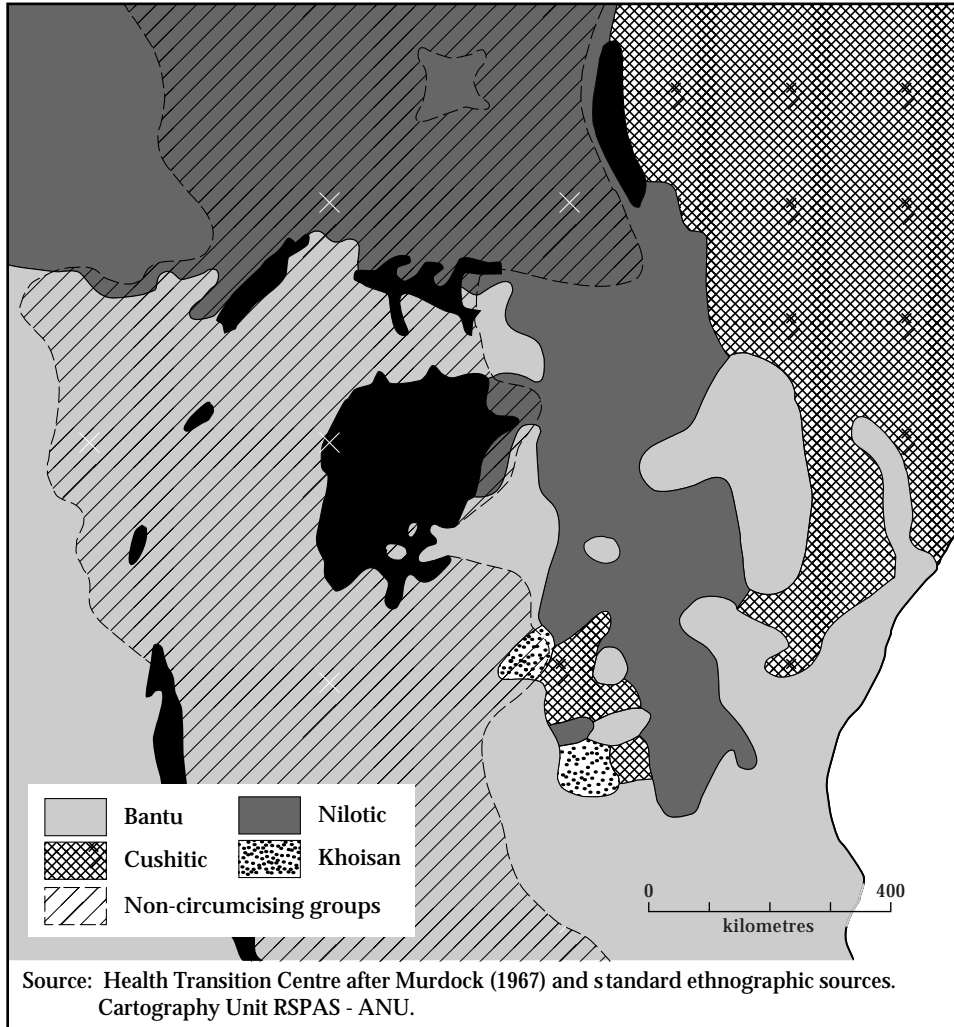 Bantu
Nilotic
Cushitic
Khoisan
Non-circumcising groups
0 400
kilometres
Source: Health Transition Centre after Murdock (1967) and standard ethnographic sources.
Cartography Unit RSPAS - ANU.